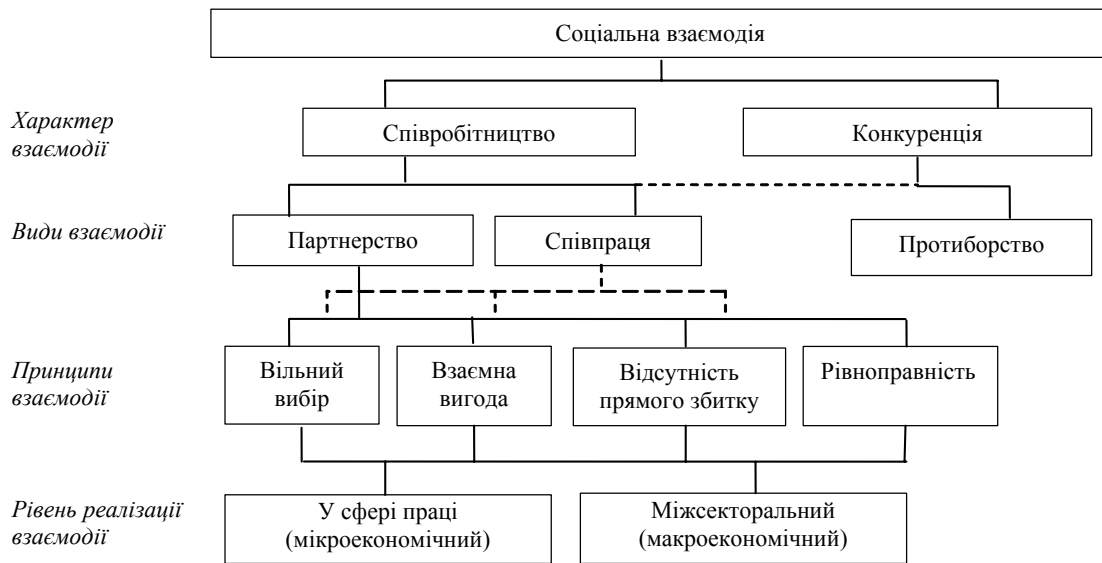 Соціальна взаємодія
Характер
взаємодії
Співробітництво
Конкуренція
Види взаємодії
Партнерство
Співпраця
Протиборство
Принципи
взаємодії
Вільний
вибір
Взаємна
вигода
Відсутність
прямого збитку
Рівноправність
Рівень реалізації
взаємодії
У сфері праці
(мікроекономічний)
Міжсекторальний
(макроекономічний)